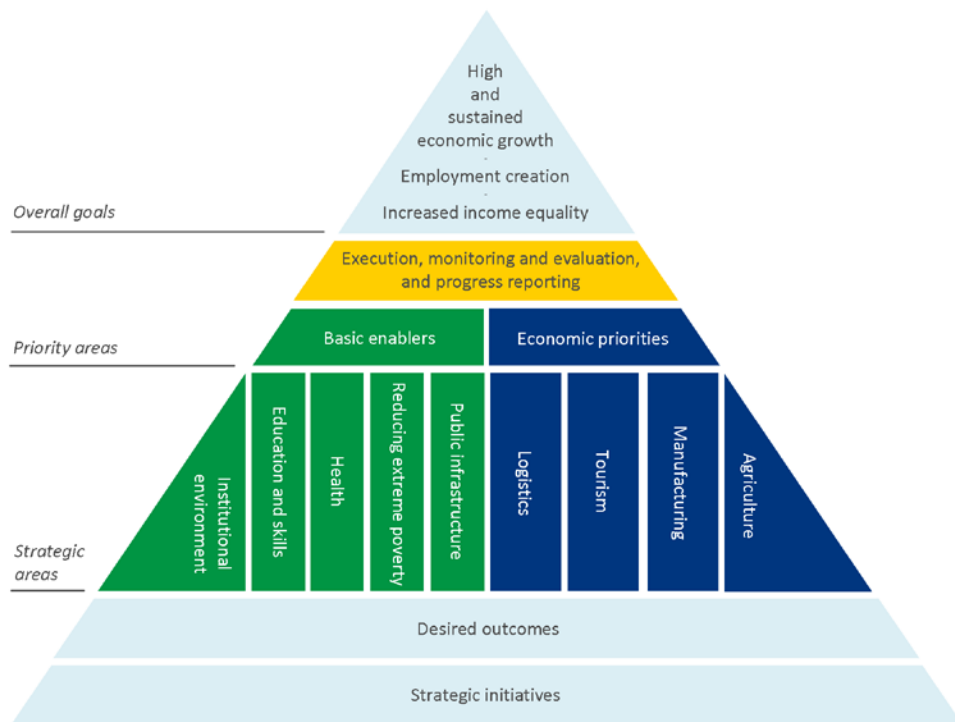 High
and
sustained
economic growth
Employment creation
Increased income equality
Overall goals
Execution, monitoring and evaluation,
and progress reporting
Basic enablers
Economic priorities
Priority areas
Institutional
environment
Education and skills
Health
Reducing extreme poverty
Public infrastructure
Logistics
Tourism
Manufacturing
Agriculture
Strategic
areas
Desired outcomes
Strategic initiatives